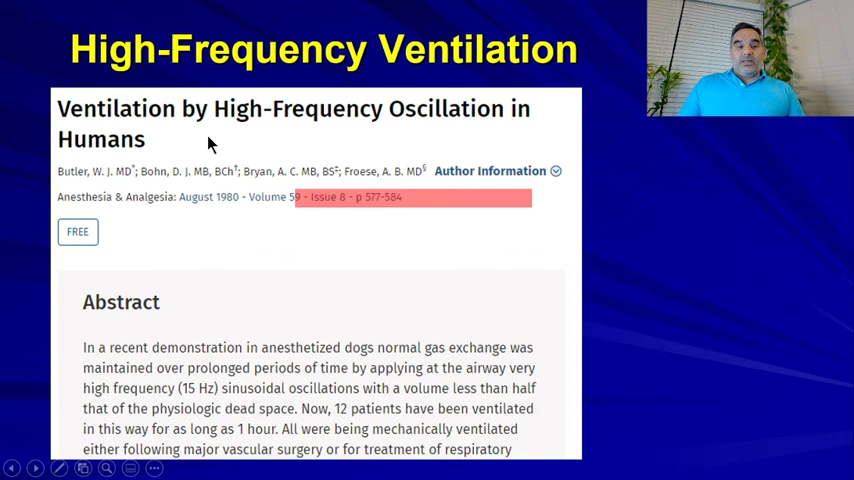 High-Frequency Ventilation
Ventilation by High-Frequency Oscillation in
Humans
Butler, W. J. MD*; Bohn, D. J. MB, BCh†; Bryan, A. C. MB, BS‡; Froese, A. B. MD§ Author Information
Anesthesia & Analgesia: August 1980 - Volume 59 - Issue 8 - p 577-584
FREE
Abstract
In a recent demonstration in anesthetized dogs normal gas exchange was
maintained over prolonged periods of time by applying at the airway very
high frequency (15 Hz) sinusoidal oscillations with a volume less than half
that of the physiologic dead space. Now, 12 patients have been ventilated
in this way for as long as 1 hour. All were being mechanically ventilated
either following major vascular surgery or for treatment of respiratory